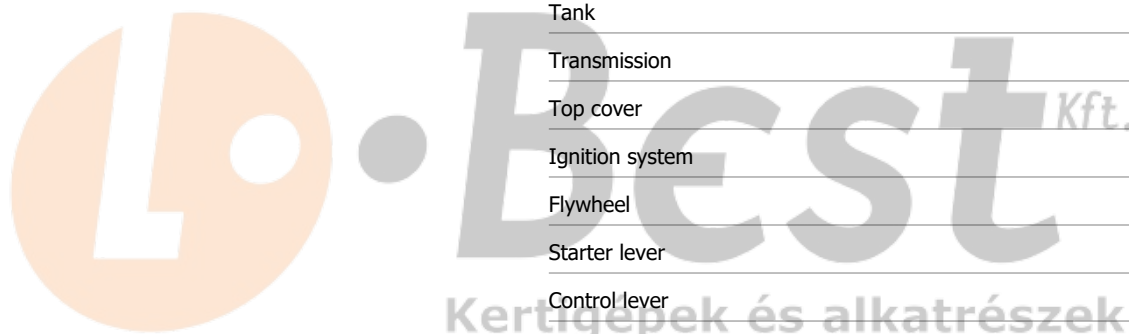 Tank
Transmission
Top cover
Ignition system
Flywheel
Starter lever
Control lever
L
Best
Kft.
Kertigépek és alkatrészek